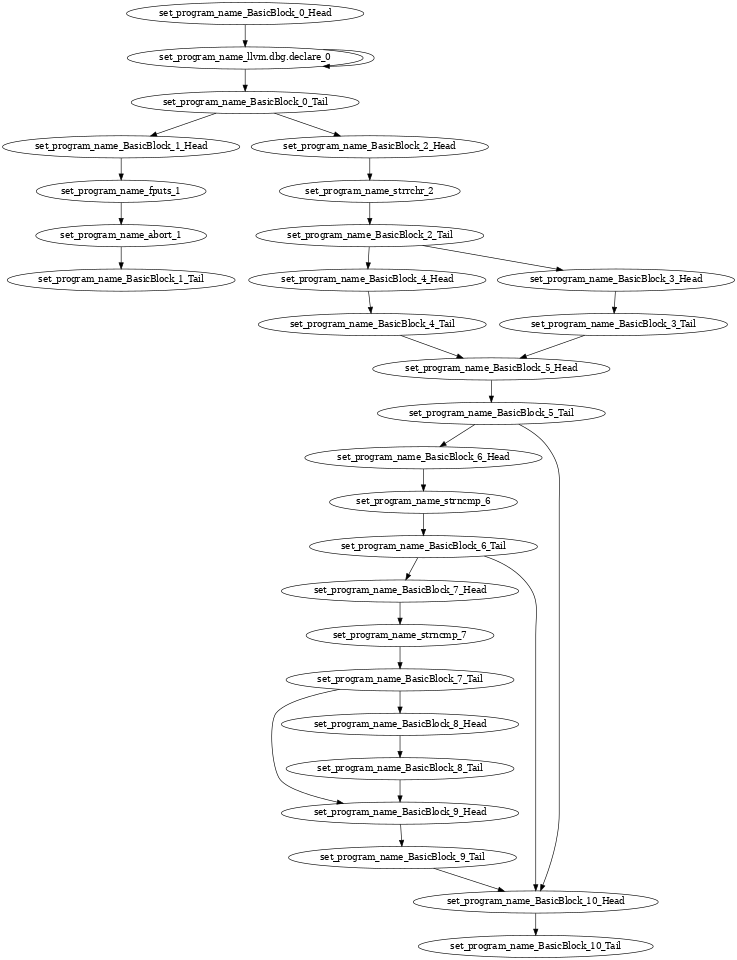 set_program_name_BasicBlock_0_Head
set_program_name_llvm.dbg.declare_0
set_program_name_BasicBlock_0_Tail
set_program_name_BasicBlock_1_Head
set_program_name_BasicBlock_2_Head
set_program_name_fputs_1
set_program_name_strrchr_2
set_program_name_abort_1
set_program_name_BasicBlock_2_Tail
set_program_name_BasicBlock_1_Tail
set_program_name_BasicBlock_4_Head
set_program_name_BasicBlock_3_Head
set_program_name_BasicBlock_4_Tail
set_program_name_BasicBlock_3_Tail
set_program_name_BasicBlock_5_Head
set_program_name_BasicBlock_5_Tail
set_program_name_BasicBlock_6_Head
set_program_name_strncmp_6
set_program_name_BasicBlock_6_Tail
set_program_name_BasicBlock_7_Head
set_program_name_strncmp_7
set_program_name_BasicBlock_7_Tail
set_program_name_BasicBlock_8_Head
set_program_name_BasicBlock_8_Tail
set_program_name_BasicBlock_9_Head
set_program_name_BasicBlock_9_Tail
set_program_name_BasicBlock_10_Head
set_program_name_BasicBlock_10_Tail